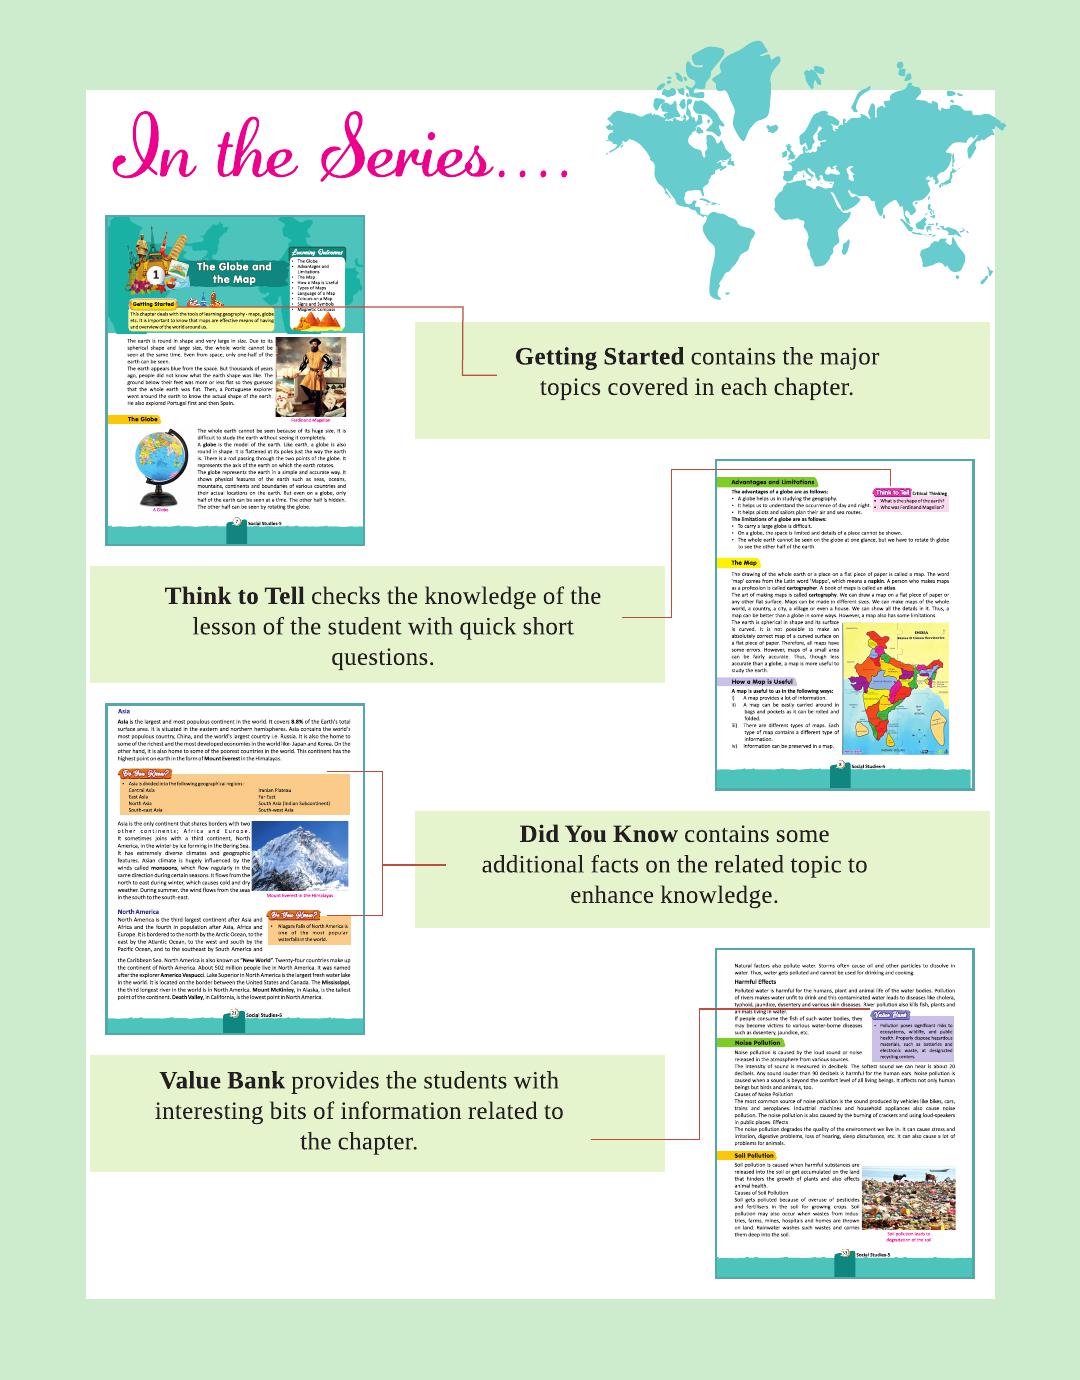 In the Series....
1
The Globe and
the Map
Learning Outcomes
• The Globe
• Advantages and
Limitations
• The Map
• How a Map is Useful
• Types of Maps
• Language of a Map
• Colours on a Map
• Signs and Symbols
• Magnetic Compass
Getting Started
This chapter deals with the tools of learning geography - maps, globe
etc. It is important to know that maps are effective means of having
and overview of the world around us.
The earth is round in shape and very large in size. Due to its
spherical shape and large size, the whole world cannot be
seen at the same time. Even from space, only one-half of the
earth can be seen.
The earth appears blue from the space. But thousands of years
ago, people did not know what the earth shape was like. The
ground below their feet was more or less flat so they guessed
that the whole earth was flat. Then, a Portuguese explorer
went around the earth to know the actual shape of the earth.
He also explored Portugal first and then Spain.
Ferdinand Magellan
The Globe
The whole earth cannot be seen because of its huge size. It is
difficult to study the earth without seeing it completely.
A globe is the model of the earth. Like earth, a globe is also
round in shape. It is flattened at its poles just the way the earth
is. There is a rod passing through the two points of the globe. It
represents the axis of the earth on which the earth rotates.
The globe represents the earth in a simple and accurate way. It
shows physical features of the earth such as seas, oceans,
mountains, continents and boundaries of various countries and
their actual locations on the earth. But even on a globe, only
half of the earth can be seen at a time. The other half is hidden.
The other half can be seen by rotating the globe.
A Globe
7
Social Studies-5
Getting Started contains the major
topics covered in each chapter.
Advantages and Limitations
The advantages of a globe are as follows:
• A globe helps us in studying the geography.
• It helps us to understand the occurrence of day and night.
• It helps pilots and sailors plan their air and sea routes.
The limitations of a globe are as follows:
• To carry a large globe is difficult.
• On a globe, the space is limited and details of a place cannot be shown.
• The whole earth cannot be seen on the globe at one glance, but we have to rotate th globe
to see the other half of the earth.
Think to Tell Critical Thinking
• What is the shape of the earth?
• Who was Ferdinand Magellan?
The Map
The drawing of the whole earth or a place on a flat piece of paper is called a map. The word
'map' comes from the Latin word 'Mappo', which means a napkin. A person who makes maps
as a profession is called cartographer. A book of maps is called an atlas.
The art of making maps is called cartography. We can draw a map on a flat piece of paper or
any other flat surface. Maps can be made in different sizes. We can make maps of the whole
world, a country, a city, a village or even a house. We can show all the details in it. Thus, a
map can be better than a globe in some ways. However, a map also has some limitations
The earth is spherical in shape and its surface
is curved. It is not possible to make an
absolutely correct map of a curved surface on
a flat piece of paper. Therefore, all maps have
some errors. However, maps of a small area
can be fairly accurate. Thus, though less
accurate than a globe, a map is more useful to
study the earth.
INDIA
States & Union Territories
How a Map is Useful
A map is useful to us in the following ways:
i) A map provides a lot of information.
ii) A map can be easily carried around in
bags and pockets as it can be rolled and
folded.
iii) There are different types of maps. Each
type of map contains a different type of
information.
iv) Information can be preserved in a map.
8
Social Studies-5
Think to Tell checks the knowledge of the
lesson of the student with quick short
questions.
Asia
Asia is the largest and most populous continent in the world. It covers 8.8% of the Earth's total
surface area. It is situated in the eastern and northern hemispheres. Asia contains the world's
most populous country, China, and the world's largest country i.e. Russia. It is also the home to
some of the richest and the most developed economies in the world like- Japan and Korea. On the
other hand, it is also home to some of the poorest countries in the world. This continent has the
highest point on earth in the form of Mount Everest in the Himalayas.
Do You Know?
• Asia is divided into the following geographical regions:
Central Asia Iranian Plateau
East Asia Far East
North Asia South Asia (Indian Subcontinent)
South-east Asia South-west Asia
Asia is the only continent that shares borders with two
other continents; Africa and Europe.
It sometimes joins with a third continent, North
America, in the winter by ice forming in the Bering Sea.
It has extremely diverse climates and geographic
features. Asian climate is hugely influenced by the
winds called monsoons, which flow regularly in the
same direction during certain seasons. It flows from the
north to east during winter, which causes cold and dry
weather. During summer, the wind flows from the seas
in the south to the south-east.
Mount Everest in the Himalayas
North America
North America is the third largest continent after Asia and
Africa and the fourth in population after Asia, Africa and
Europe. It is bordered to the north by the Arctic Ocean, to the
east by the Atlantic Ocean, to the west and south by the
Pacific Ocean, and to the southeast by South America and
the Caribbean Sea. North America is also known as "New World". Twenty-four countries make up
the continent of North America. About 502 million people live in North America. It was named
after the explorer Americo Vespucci. Lake Superior in North America is the largest fresh water lake
in the world. It is located on the border between the United States and Canada. The Mississippi,
the third longest river in the world is in North America. Mount McKinley, in Alaska, is the tallest
point of the continent. Death Valley, in California, is the lowest point in North America.
Do You Know?
• Niagara Falls of North America is
one of the most popular
waterfalls in the world.
21
Social Studies-5
Did You Know contains some
additional facts on the related topic to
enhance knowledge.
Natural factors also pollute water. Storms often cause oil and other particles to dissolve in
water. Thus, water gets polluted and cannot be used for drinking and cooking.
Harmful Effects
Polluted water is harmful for the humans, plant and animal life of the water bodies. Pollution
of rivers makes water unfit to drink and this contaminated water leads to diseases like cholera,
typhoid, jaundice, dysentery and various skin diseases. River pollution also kills fish, plants and
animals living in water.
If people consume the fish of such water bodies, they
may become victims to various water-borne diseases
such as dysentery, jaundice, etc.
Value Bank
• Pollution poses significant risks to
ecosystems, wildlife, and public
health. Properly dispose hazardous
materials, such as batteries and
electronic waste, at designated
recycling centers.
Noise Pollution
Noise pollution is caused by the loud sound or noise
released in the atmosphere from various sources.
The intensity of sound is measured in decibels. The softest sound we can hear is about 20
decibels. Any sound louder than 90 decibels is harmful for the human ears. Noise pollution is
caused when a sound is beyond the comfort level of all living beings. It affects not only human
beings but birds and animals, too.
Causes of Noise Pollution
The most common source of noise pollution is the sound produced by vehicles like bikes, cars,
trains and aeroplanes. Industrial machines and household appliances also cause noise
pollution. The noise pollution is also caused by the burning of crackers and using loud-speakers
in public places. Effects
The noise pollution degrades the quality of the environment we live in. It can cause stress and
irritation, digestive problems, loss of hearing, sleep disturbance, etc. It can also cause a lot of
problems for animals.
Soil Pollution
Soil pollution is caused when harmful substances are
released into the soil or get accumulated on the land
that hinders the growth of plants and also affects
animal health.
Causes of Soil Pollution
Soil gets polluted because of overuse of pesticides
and fertilisers in the soil for growing crops. Soil
pollution may also occur when wastes from indus-
tries, farms, mines, hospitals and homes are thrown
on land. Rainwater washes such wastes and carries
them deep into the soil.
Soil pollution leads to
degradation of the soil
Social Studies-5
Value Bank provides the students with
interesting bits of information related to
the chapter.